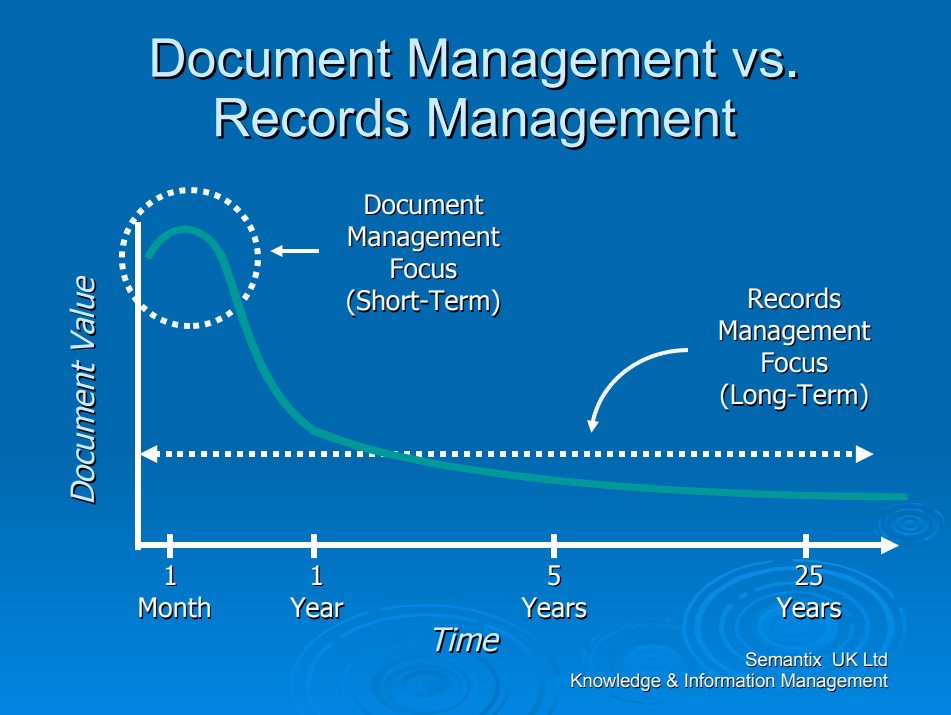 Document Management vs.
Records Management
Document
Management
Focus
(Short-Term)
Records
Management
Focus
(Long-Term)
Document Value
1
Month
1
Year
5
Years
25
Years
Time
Semantix UK Ltd
Knowledge & Information Management